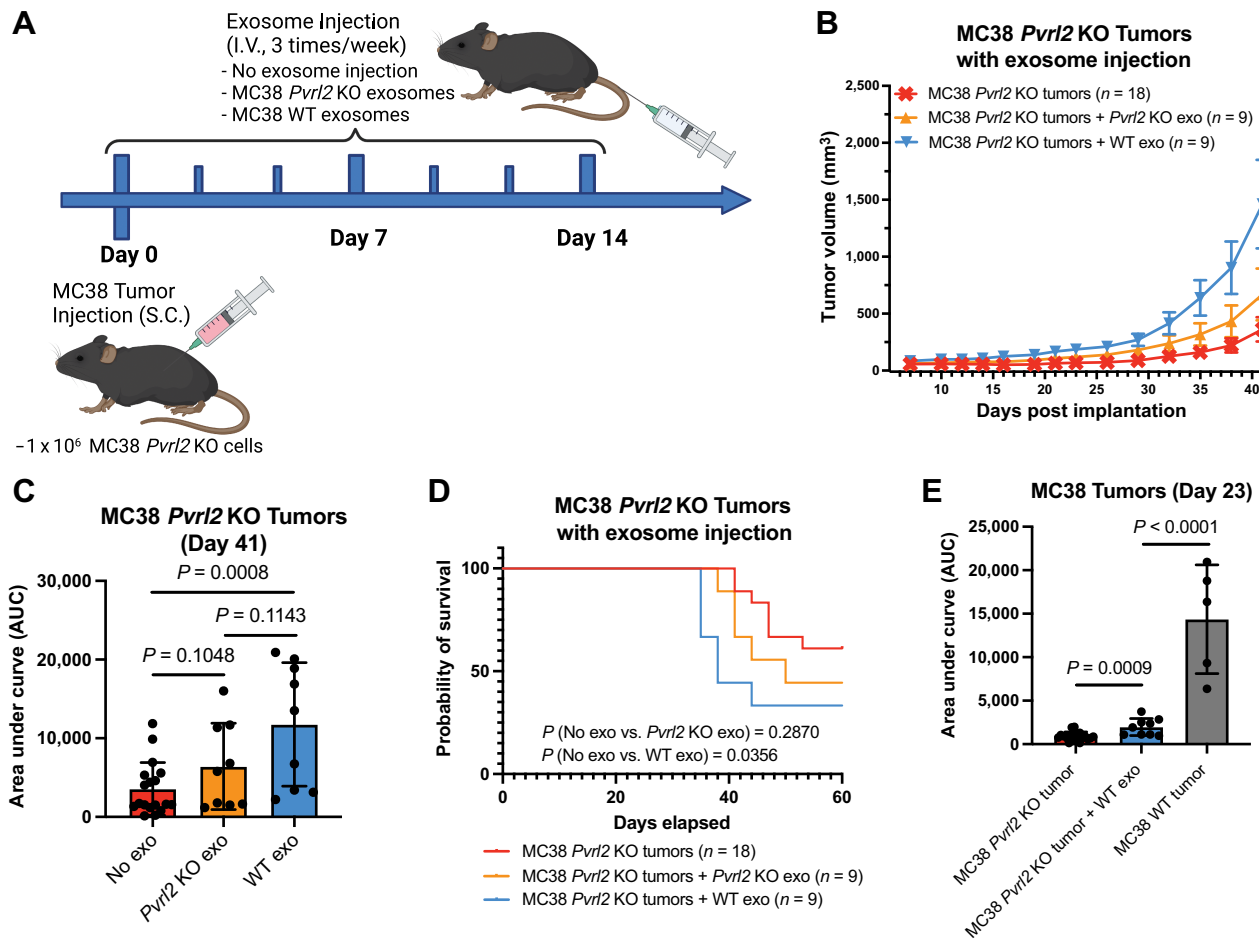 A
Exosome Injection
(I.V., 3 times/week)
- No exosome injection
- MC38 Pvrl2 KO exosomes
- MC38 WT exosomes
Day 0
Day 7
Day 14
MC38 Tumor
Injection (S.C.)
~1 x 10⁶ MC38 Pvrl2 KO cells
B
MC38 Pvrl2 KO Tumors
with exosome injection
MC38 Pvrl2 KO tumors (n = 18)
MC38 Pvrl2 KO tumors + Pvrl2 KO exo (n = 9)
MC38 Pvrl2 KO tumors + WT exo (n = 9)
Tumor volume (mm³)
2,500
2,000
1,500
1,000
500
0
10 15 20 25 30 35 40
Days post implantation
C
MC38 Pvrl2 KO Tumors
(Day 41)
P = 0.0008
P = 0.1143
P = 0.1048
Area under curve (AUC)
30,000
20,000
10,000
0
No exo
Pvrl2 KO exo
WT exo
D
MC38 Pvrl2 KO Tumors
with exosome injection
Probability of survival
100
50
0
P (No exo vs. Pvrl2 KO exo) = 0.2870
P (No exo vs. WT exo) = 0.0356
0 20 40 60
Days elapsed
MC38 Pvrl2 KO tumors (n = 18)
MC38 Pvrl2 KO tumors + Pvrl2 KO exo (n = 9)
MC38 Pvrl2 KO tumors + WT exo (n = 9)
E
MC38 Tumors (Day 23)
P < 0.0001
P = 0.0009
Area under curve (AUC)
25,000
20,000
15,000
10,000
5,000
0
MC38 Pvrl2 KO tumor
MC38 Pvrl2 KO tumor + WT exo
MC38 WT tumor